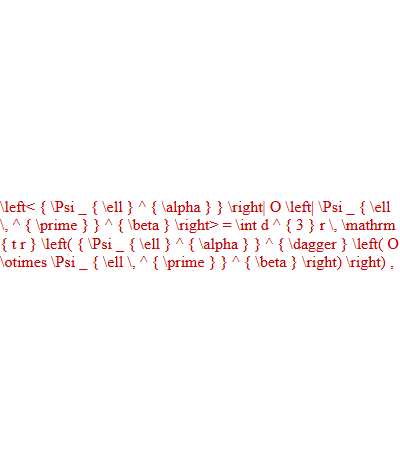 \left< { \Psi _ { \ell } ^ { \alpha } } \right| O \left| \Psi _ { \ell
\, ^ { \prime } } ^ { \beta } \right> = \int d ^ { 3 } r \, \mathrm
{ t r } \left( { \Psi _ { \ell } ^ { \alpha } } ^ { \dagger } \left( O
\otimes \Psi _ { \ell \, ^ { \prime } } ^ { \beta } \right) \right) ,